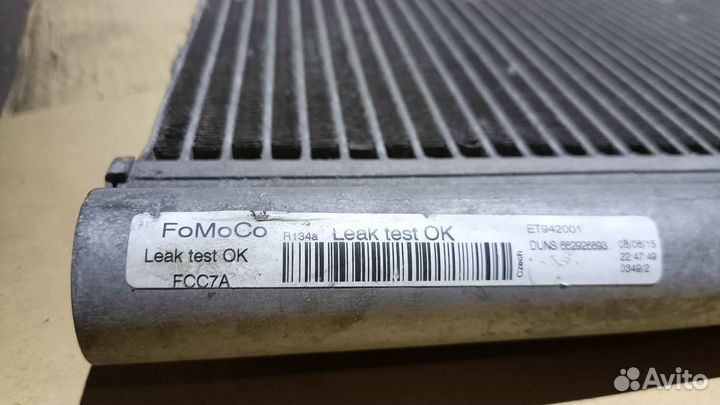 FoMoCo
Leak test OK
FCC7A
R134a Leak test OK
Czech
ET942001
DUNS 662926893
08/06/15
22:47:49
0349/2
Avito